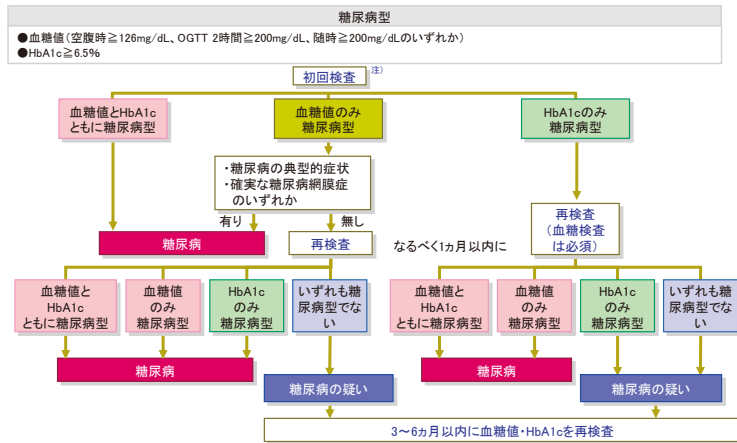 糖尿病型
●血糖値(空腹時≧126mg/dL、OGTT 2時間≧200mg/dL、随時≧200mg/dLのいずれか)
●HbA1c≧6.5%
初回検査 注)
血糖値とHbA1c
ともに糖尿病型
血糖値のみ
糖尿病型
HbA1cのみ
糖尿病型
・糖尿病の典型的症状
・確実な糖尿病網膜症
のいずれか
有り
無し
糖尿病
再検査
なるべく1ヵ月以内に
再検査
(血糖検査
は必須)
血糖値と
HbA1c
ともに糖尿病型
血糖値
のみ
糖尿病型
HbA1c
のみ
糖尿病型
いずれも糖
尿病型でな
い
血糖値と
HbA1c
ともに糖尿病型
血糖値
のみ
糖尿病型
HbA1c
のみ
糖尿病型
いずれも糖
尿病型でな
い
糖尿病
糖尿病
糖尿病の疑い
糖尿病の疑い
3～6ヵ月以内に血糖値・HbA1cを再検査